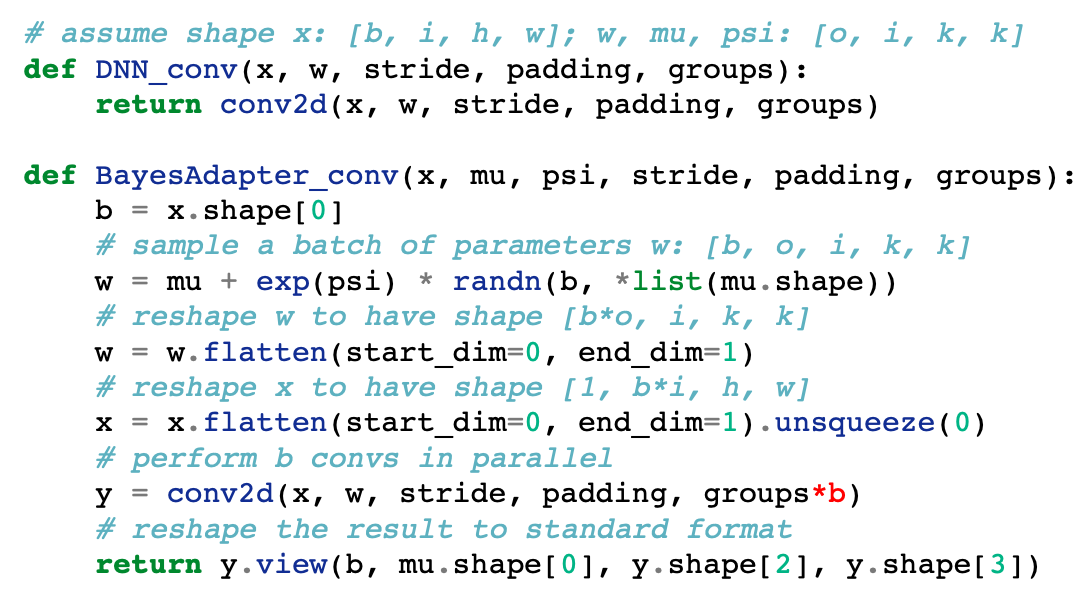 # assume shape x: [b, i, h, w]; w, mu, psi: [o, i, k, k]
def DNN_conv(x, w, stride, padding, groups):
    return conv2d(x, w, stride, padding, groups)

def BayesAdapter_conv(x, mu, psi, stride, padding, groups):
    b = x.shape[0]
    # sample a batch of parameters w: [b, o, i, k, k]
    w = mu + exp(psi) * randn(b, *list(mu.shape))
    # reshape w to have shape [b*o, i, k, k]
    w = w.flatten(start_dim=0, end_dim=1)
    # reshape x to have shape [1, b*i, h, w]
    x = x.flatten(start_dim=0, end_dim=1).unsqueeze(0)
    # perform b convs in parallel
    y = conv2d(x, w, stride, padding, groups*b)
    # reshape the result to standard format
    return y.view(b, mu.shape[0], y.shape[2], y.shape[3])